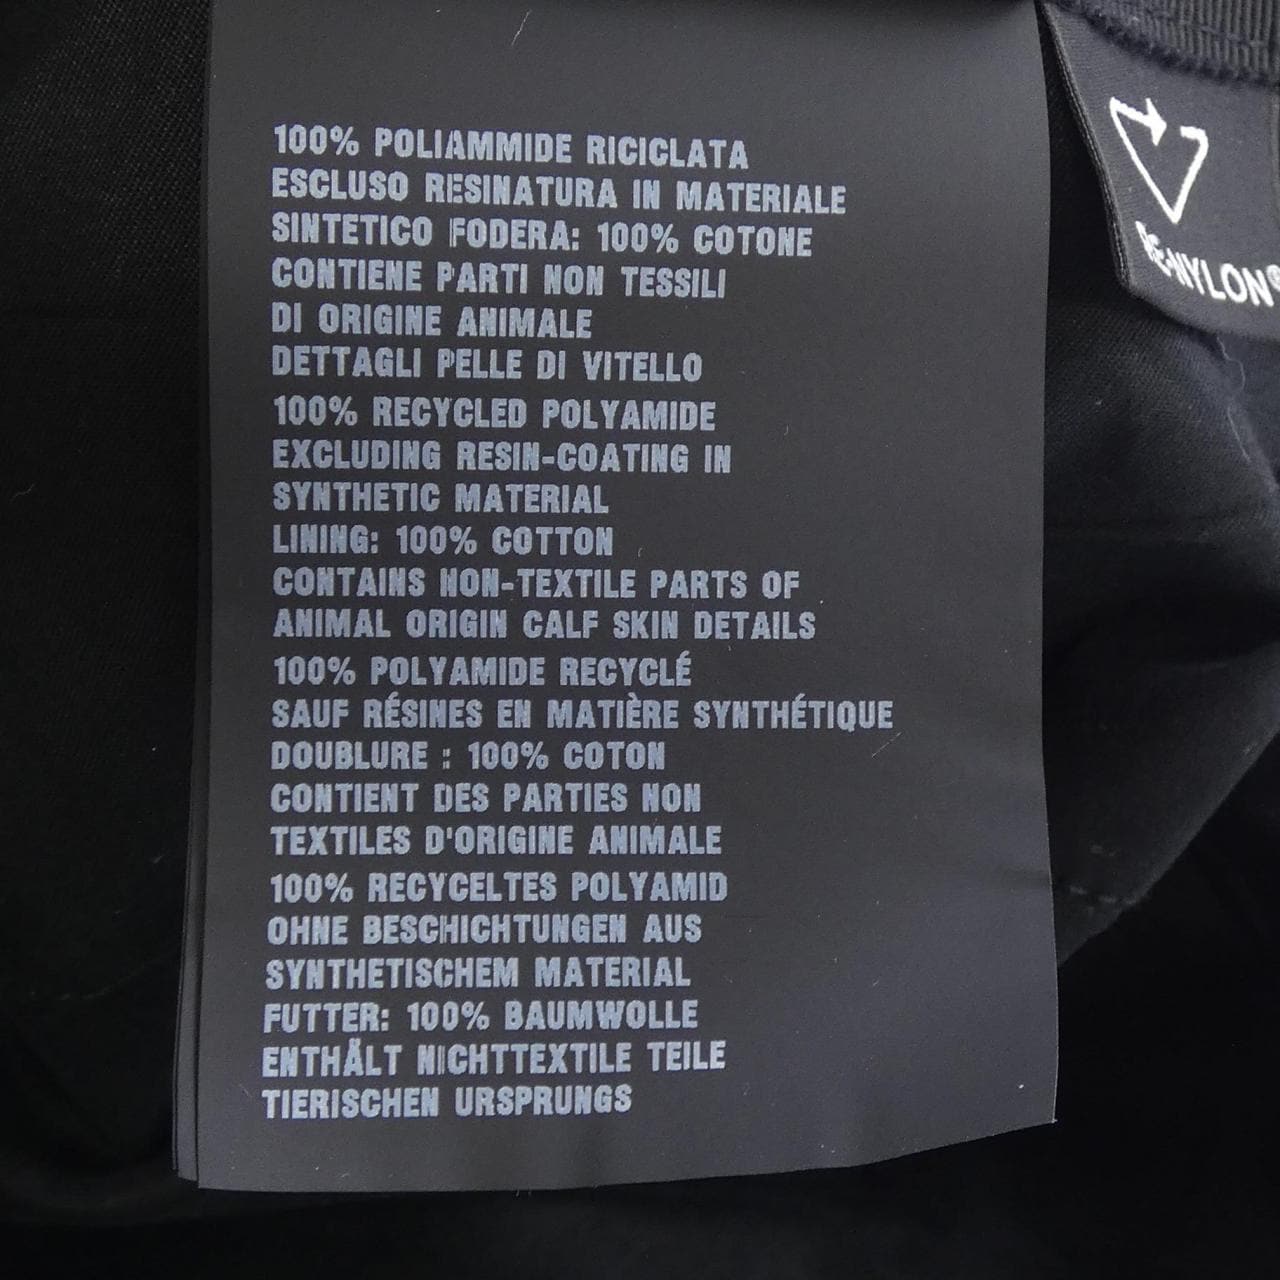 100% POLIAMMIDE RICICLATA
ESCLUSO RESINATURA IN MATERIALE
SINTETICO FODERA: 100% COTONE
CONTIENE PARTI NON TESSILI
DI ORIGINE ANIMALE
DETTAGLI PELLE DI VITELLO
100% RECYCLED POLYAMIDE
EXCLUDING RESIN-COATING IN
SYNTHETIC MATERIAL
LINING: 100% COTTON
CONTAINS NON-TEXTILE PARTS OF
ANIMAL ORIGIN CALF SKIN DETAILS
100% POLYAMIDE RECYCLÉ
SAUF RÉSINES EN MATIÈRE SYNTHÉTIQUE
DOUBLURE : 100% COTON
CONTIENT DES PARTIES NON
TEXTILES D'ORIGINE ANIMALE
100% RECYCELTES POLYAMID
OHNE BESCHICHTUNGEN AUS
SYNTHETISCHEM MATERIAL
FUTTER: 100% BAUMWOLLE
ENTHÄLT NICHTTEXTILE TEILE
TIERISCHEN URSPRUNGS
RE-NYLON®